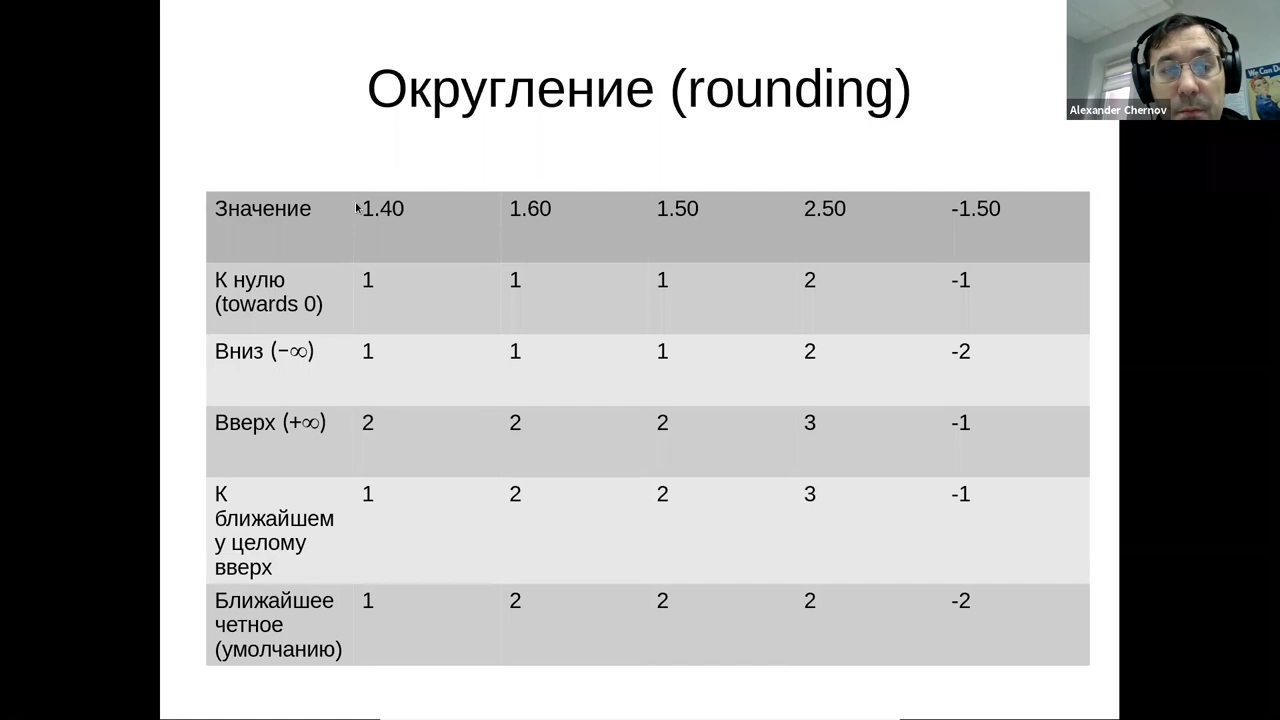 Округление (rounding)
Alexander Chernov
We Can D
Значение 1.40 1.60 1.50 2.50 -1.50
К нулю
(towards 0) 1 1 1 2 -1
Вниз (−∞) 1 1 1 2 -2
Вверх (+∞) 2 2 2 3 -1
К 1 2 2 3 -1
ближайшем
у целому
вверх
Ближайшее 1 2 2 2 -2
четное
(умолчанию)